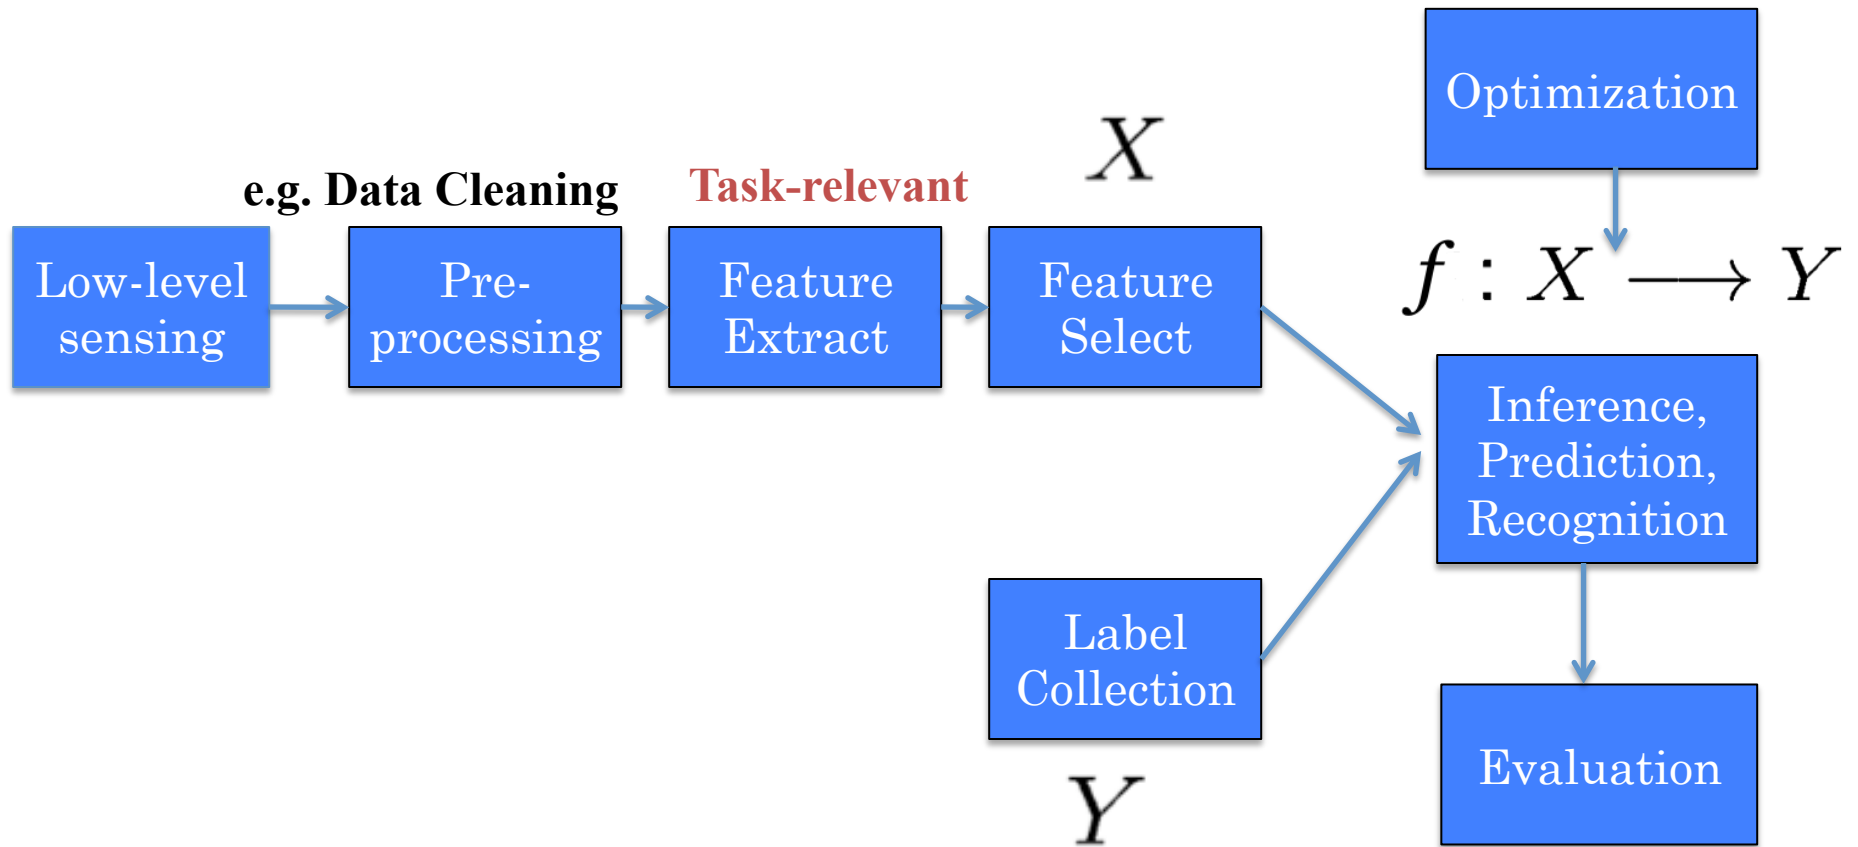 Optimization
X
e.g. Data Cleaning
Task-relevant
Low-level
sensing
Pre-
processing
Feature
Extract
Feature
Select
f : X ⟶ Y
Inference,
Prediction,
Recognition
Label
Collection
Y
Evaluation